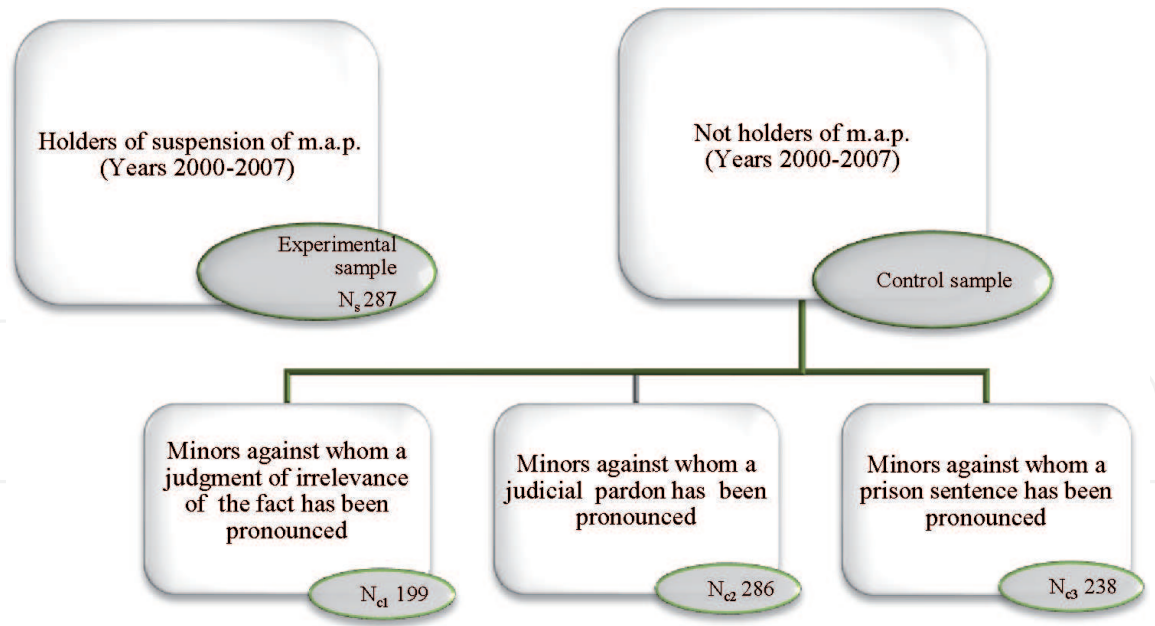 Holders of suspension of m.a.p.
(Years 2000-2007)
Experimental
sample
Ns 287
Not holders of m.a.p.
(Years 2000-2007)
Control sample
Minors against whom a
judgment of irrelevance
of the fact has been
pronounced
Nc1 199
Minors against whom a
judicial pardon has been
pronounced
Nc2 286
Minors against whom a
prison sentence has been
pronounced
Nc3 238